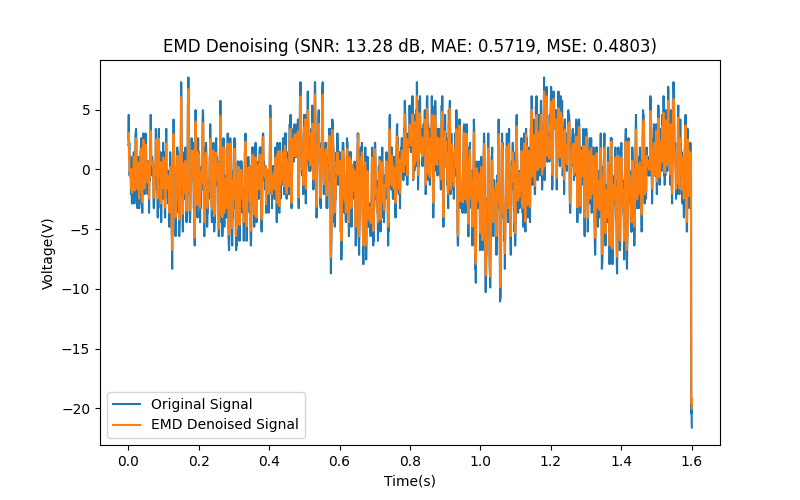 EMD Denoising (SNR: 13.28 dB, MAE: 0.5719, MSE: 0.4803)
Voltage(V)
5
0
−5
−10
−15
−20
Original Signal
EMD Denoised Signal
0.0 0.2 0.4 0.6 0.8 1.0 1.2 1.4 1.6
Time(s)